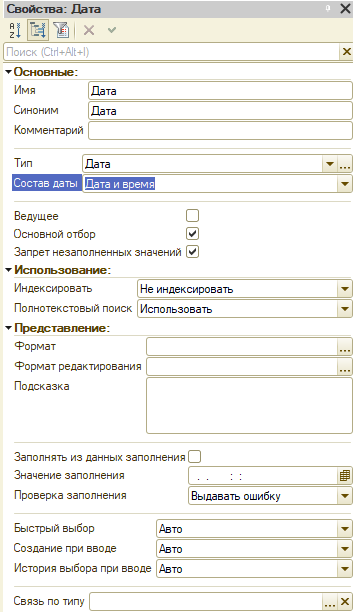 Свойства: Дата
Поиск (Ctrl+Alt+I)
Основные:
Имя Дата
Синоним Дата
Комментарий
Тип Дата
Состав даты Дата и время
Ведущее
Основной отбор
Запрет незаполненных значений
Использование:
Индексировать Не индексировать
Полнотекстовый поиск Использовать
Представление:
Формат
Формат редактирования
Подсказка
Заполнять из данных заполнения
Значение заполнения . . : :
Проверка заполнения Выдавать ошибку
Быстрый выбор Авто
Создание при вводе Авто
История выбора при вводе Авто
Связь по типу